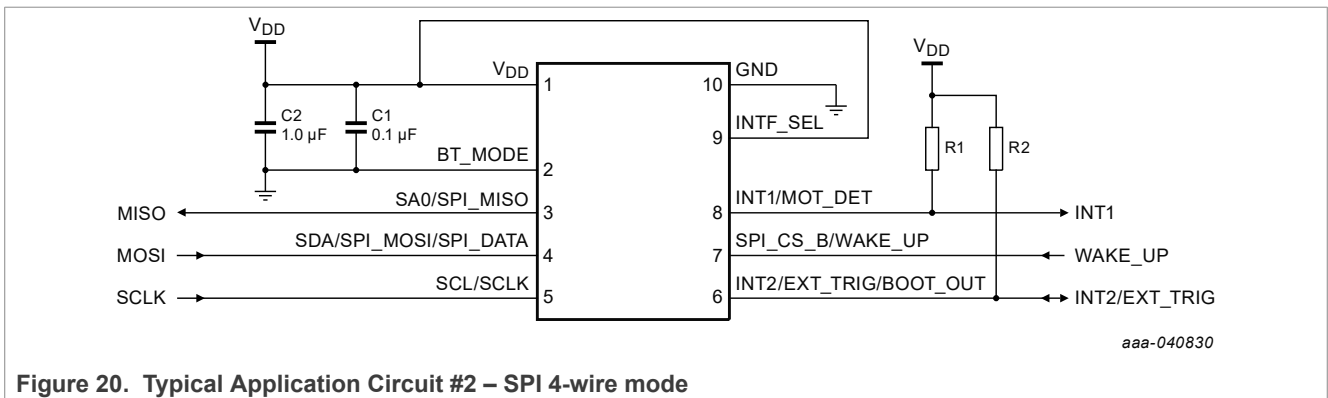 VDD
VDD
VDD
1
10
GND
C2
1.0 µF
C1
0.1 µF
INTF_SEL
9
R1
R2
BT_MODE
2
MISO
SA0/SPI_MISO
3
8
INT1/MOT_DET
INT1
MOSI
SDA/SPI_MOSI/SPI_DATA
4
7
SPI_CS_B/WAKE_UP
WAKE_UP
SCLK
SCL/SCLK
5
6
INT2/EXT_TRIG/BOOT_OUT
INT2/EXT_TRIG
aaa-040830
Figure 20. Typical Application Circuit #2 – SPI 4-wire mode